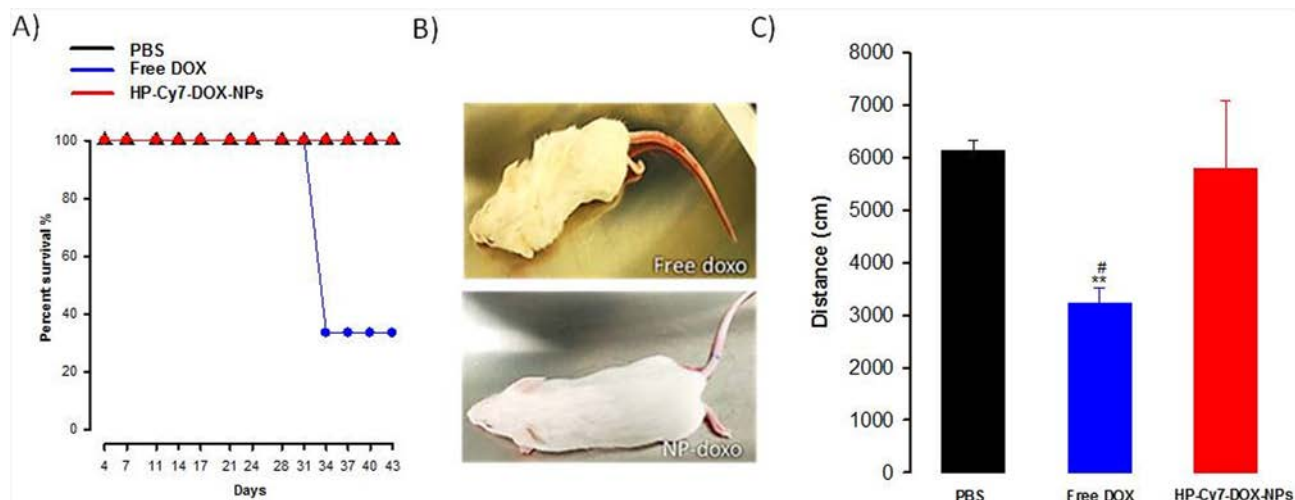 A)
PBS
Free DOX
HP-Cy7-DOX-NPs
Percent survival %
100
80
60
40
20
0
4 7 11 14 17 21 24 28 31 34 37 40 43
Days
B)
Free doxo
NP-doxo
C)
Distance (cm)
8000
7000
6000
5000
4000
3000
2000
1000
0
#
**
PBS Free DOX HP-Cy7-DOX-NPs